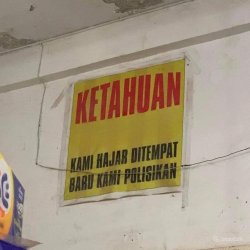 KETAHUAN
KAMI HAJAR DITEMPAT
BARU KAMI POLISIKAN